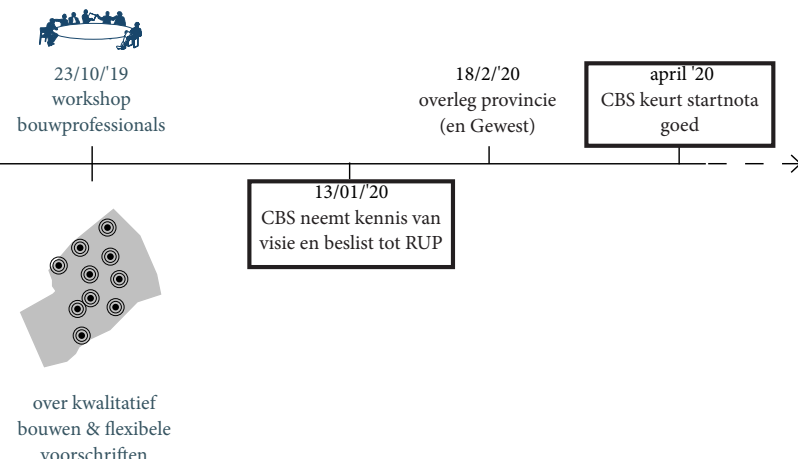 23/10/'19
workshop
bouwprofessionals
18/2/'20
overleg provincie
(en Gewest)
april '20
CBS keurt startnota
goed
13/01/'20
CBS neemt kennis van
visie en beslist tot RUP
over kwalitatief
bouwen & flexibele
voorschriften